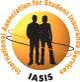 International Association for Student Insurance Services
IASIS